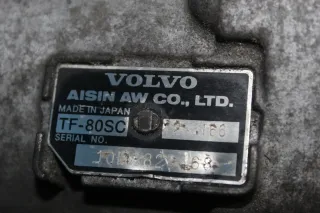 VOLVO
AISIN AW CO., LTD.
MADE IN JAPAN
TF-80SC
SERIAL NO.